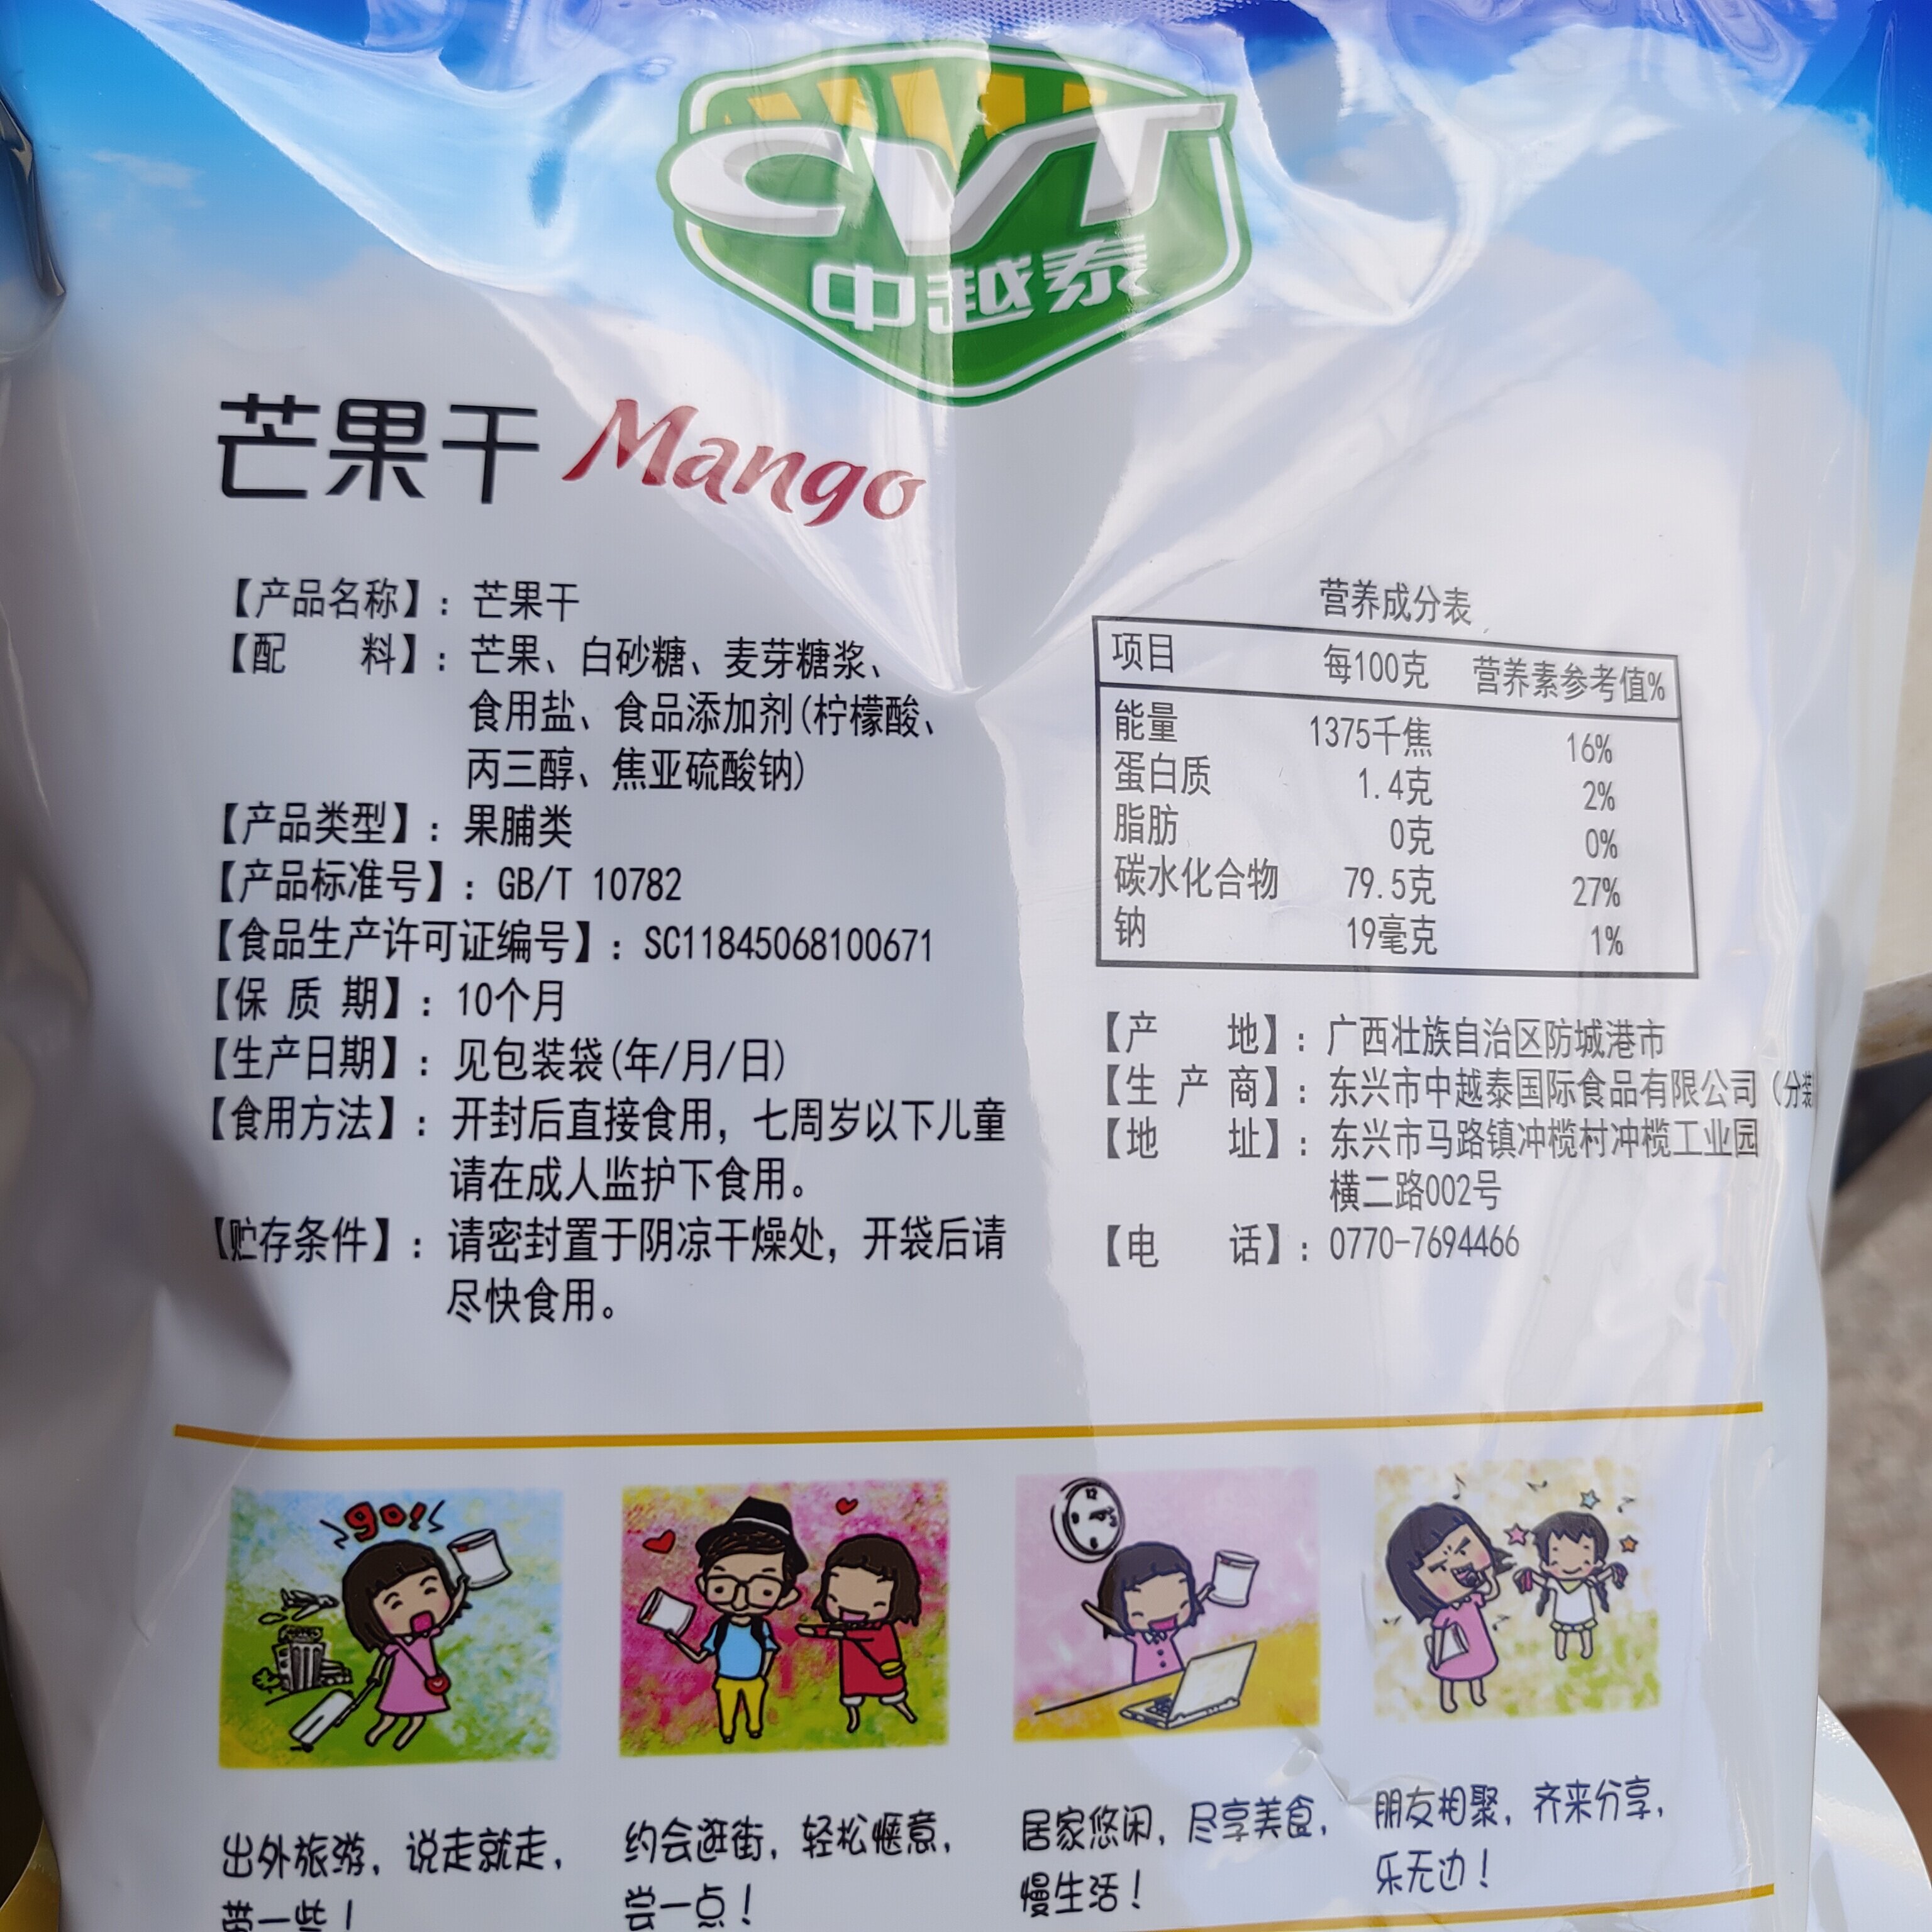 CVT
中越泰
芒果干 Mango
【产品名称】：芒果干
【配 料】：芒果、白砂糖、麦芽糖浆、
食用盐、食品添加剂(柠檬酸、
丙三醇、焦亚硫酸钠)
【产品类型】：果脯类
【产品标准号】：GB/T 10782
【食品生产许可证编号】：SC11845068100671
【保 质 期】：10个月
【生产日期】：见包装袋(年/月/日)
【食用方法】：开封后直接食用，七周岁以下儿童
请在成人监护下食用。
【贮存条件】：请密封置于阴凉干燥处，开袋后请
尽快食用。
营养成分表
项目 每100克 营养素参考值%
能量 1375千焦 16%
蛋白质 1.4克 2%
脂肪 0克 0%
碳水化合物 79.5克 27%
钠 19毫克 1%
【产 地】：广西壮族自治区防城港市
【生 产 商】：东兴市中越泰国际食品有限公司（分装
【地 址】：东兴市马路镇冲榄村冲榄工业园
横二路002号
【电 话】：0770-7694466
go!
12
3
6
出外旅游，说走就走，
带一些！
约会逛街，轻松惬意，
尝一点！
居家悠闲，尽享美食，
慢生活！
朋友相聚，齐来分享，
乐无边！